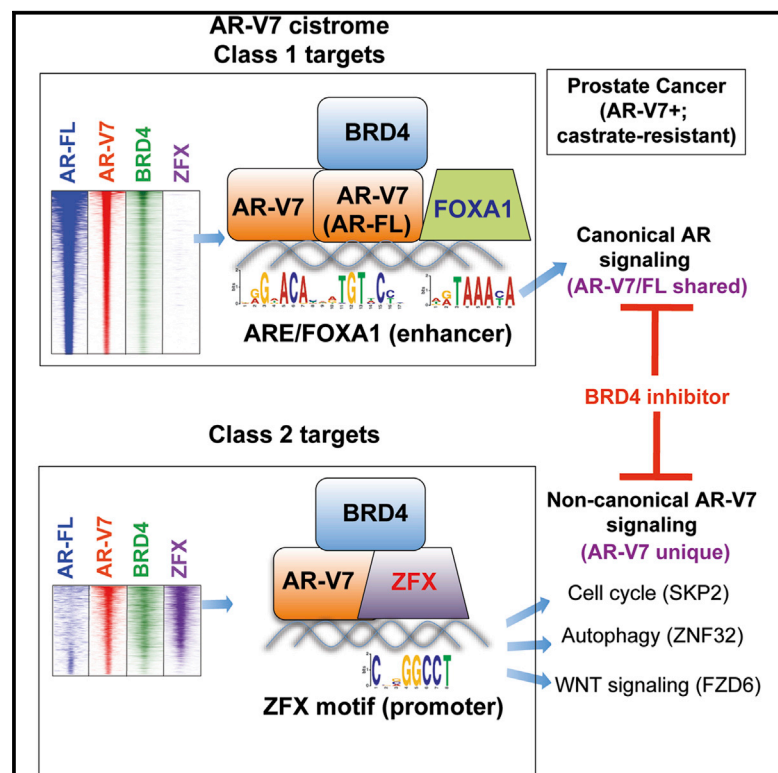 AR-V7 cistrome
Class 1 targets
AR-FL
AR-V7
BRD4
ZFX
BRD4
AR-V7
AR-V7
(AR-FL)
FOXA1
ARE/FOXA1 (enhancer)
Prostate Cancer
(AR-V7+;
castrate-resistant)
Canonical AR
signaling
(AR-V7/FL shared)
BRD4 inhibitor
Class 2 targets
AR-FL
AR-V7
BRD4
ZFX
BRD4
AR-V7
ZFX
ZFX motif (promoter)
Non-canonical AR-V7
signaling
(AR-V7 unique)
Cell cycle (SKP2)
Autophagy (ZNF32)
WNT signaling (FZD6)